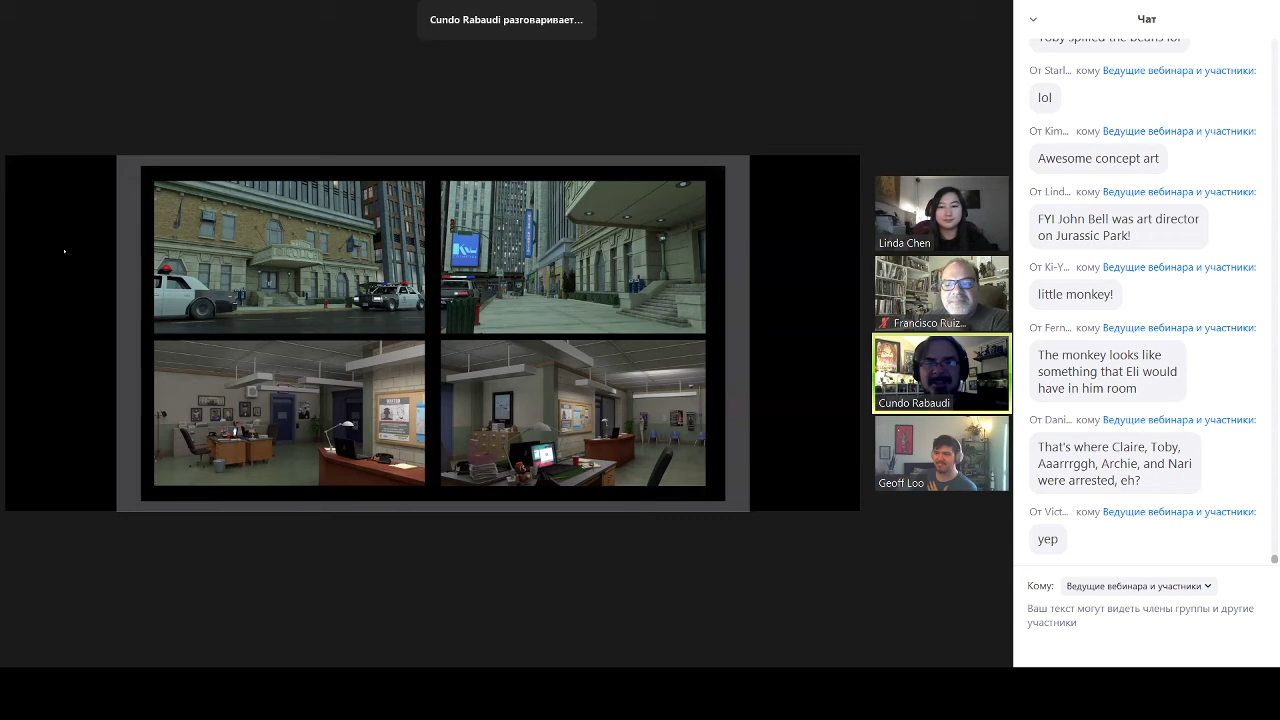 Cundo Rabaudi разговаривает...
Чат
Toby spilled the beans lol
От Starl... кому Ведущие вебинара и участники:
lol
От Kim... кому Ведущие вебинара и участники:
Awesome concept art
От Lind... кому Ведущие вебинара и участники:
FYI John Bell was art director
on Jurassic Park!
От Ki-Y... кому Ведущие вебинара и участники:
little monkey!
От Fern... кому Ведущие вебинара и участники:
The monkey looks like
something that Eli would
have in him room
От Dani... кому Ведущие вебинара и участники:
That's where Claire, Toby,
Aaarrrggh, Archie, and Nari
were arrested, eh?
От Vict... кому Ведущие вебинара и участники:
yep
Кому: Ведущие вебинара и участники
Ваш текст могут видеть члены группы и другие
участники
Linda Chen
Francisco Ruiz...
Cundo Rabaudi
Geoff Loo